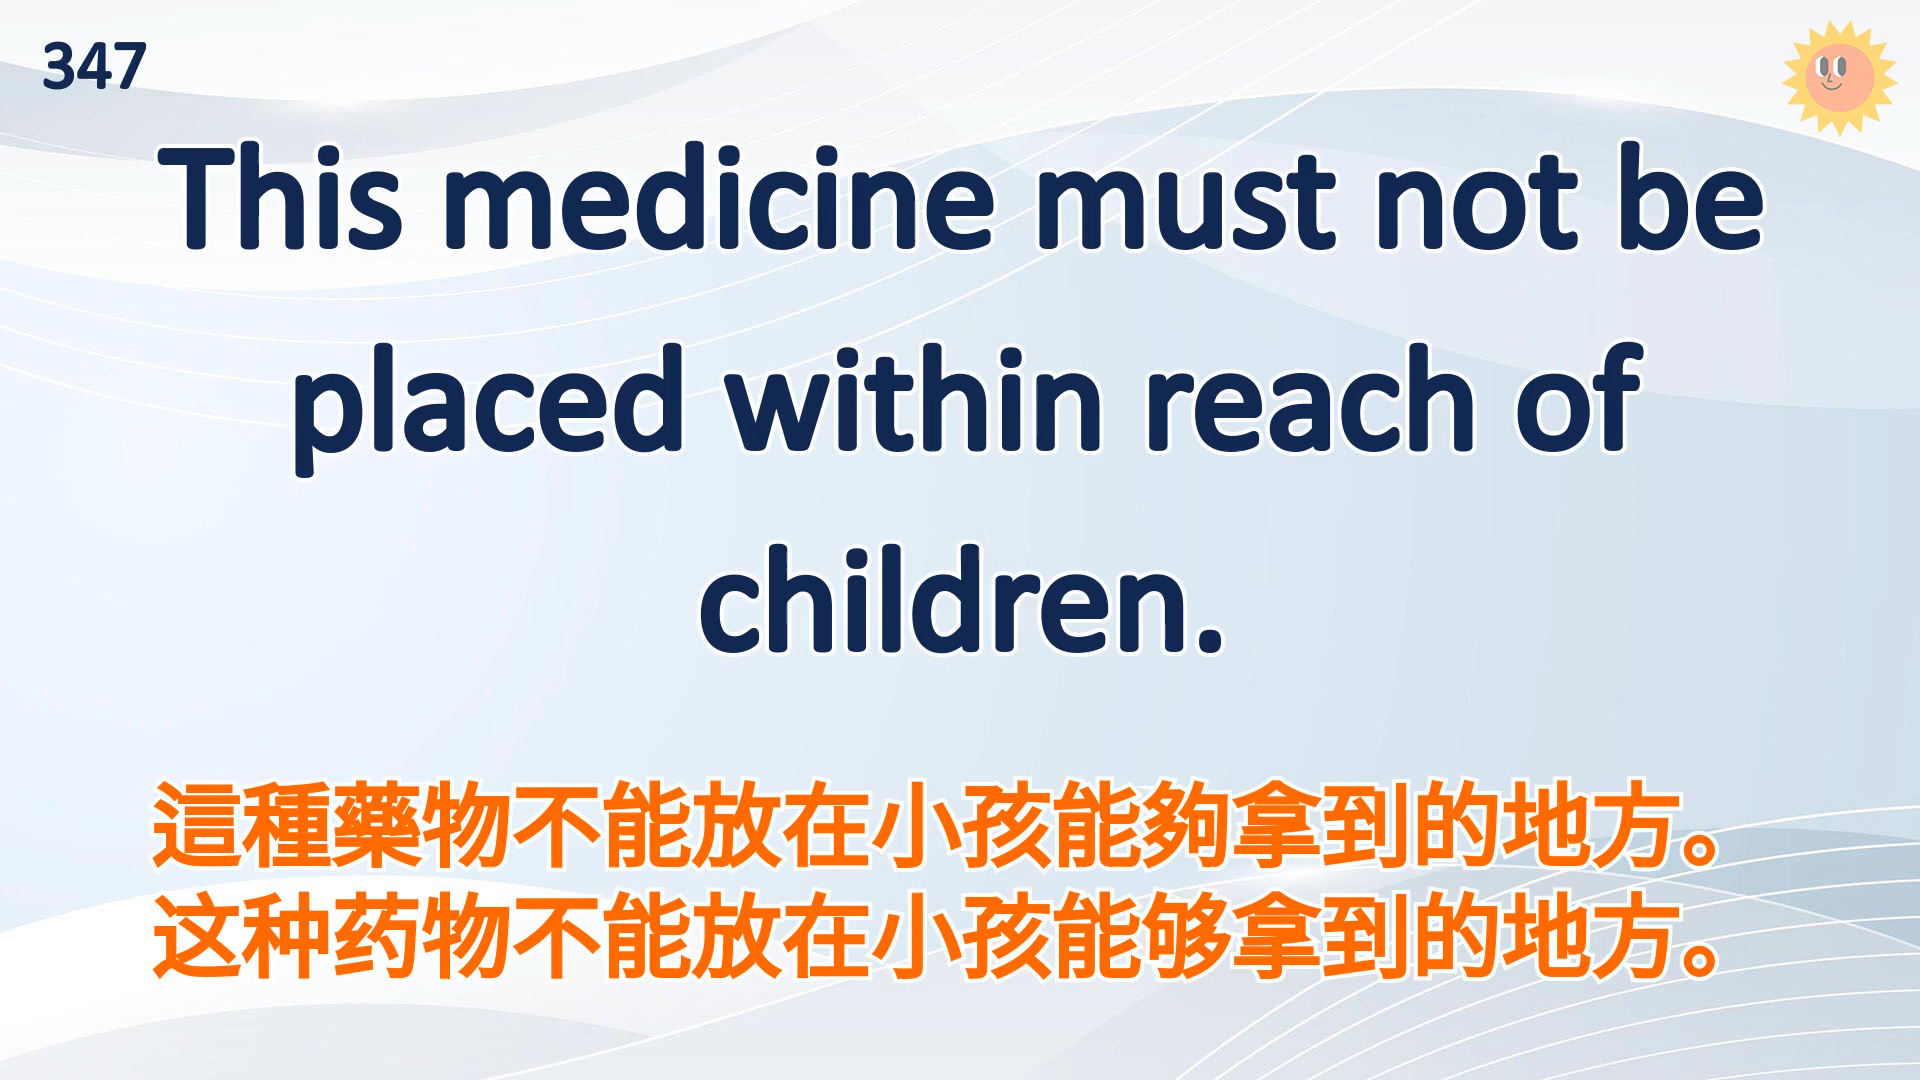 347
This medicine must not be
placed within reach of
children.
這種藥物不能放在小孩能夠拿到的地方。
这种药物不能放在小孩能够拿到的地方。